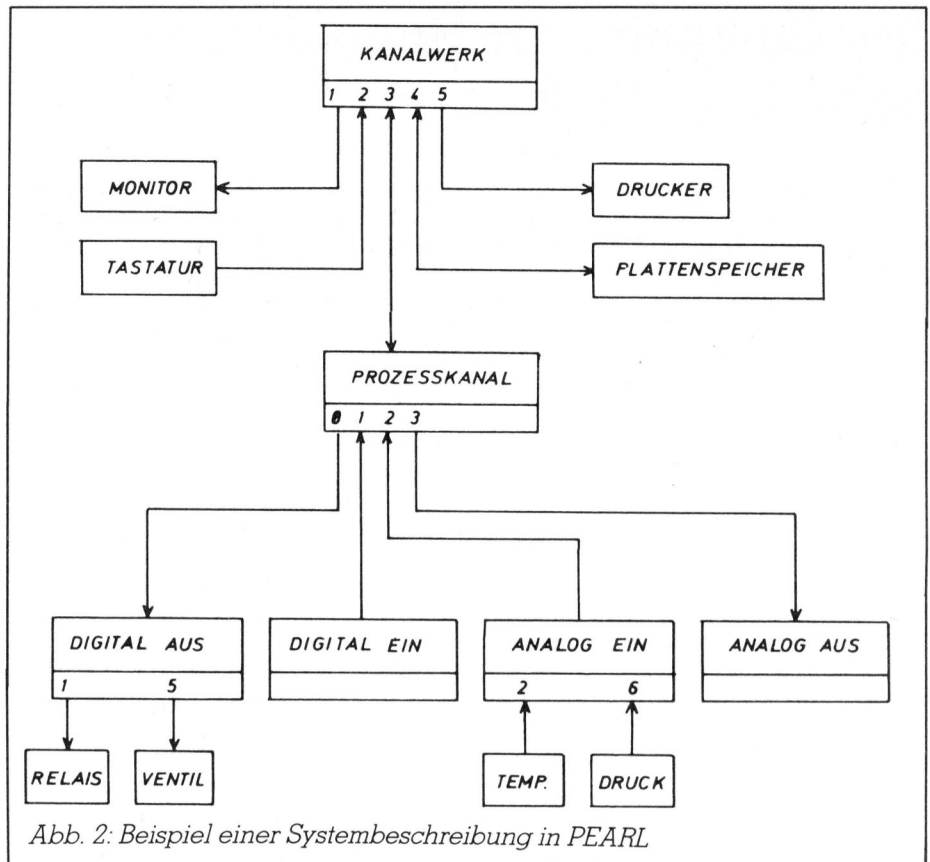 KANALWERK
1 2 3 4 5
MONITOR
DRUCKER
TASTATUR
PLATTENSPEICHER
PROZESSKANAL
0 1 2 3
DIGITAL AUS
DIGITAL EIN
ANALOG EIN
ANALOG AUS
1 5
2 6
RELAIS
VENTIL
TEMP.
DRUCK
Abb. 2: Beispiel einer Systembeschreibung in PEARL